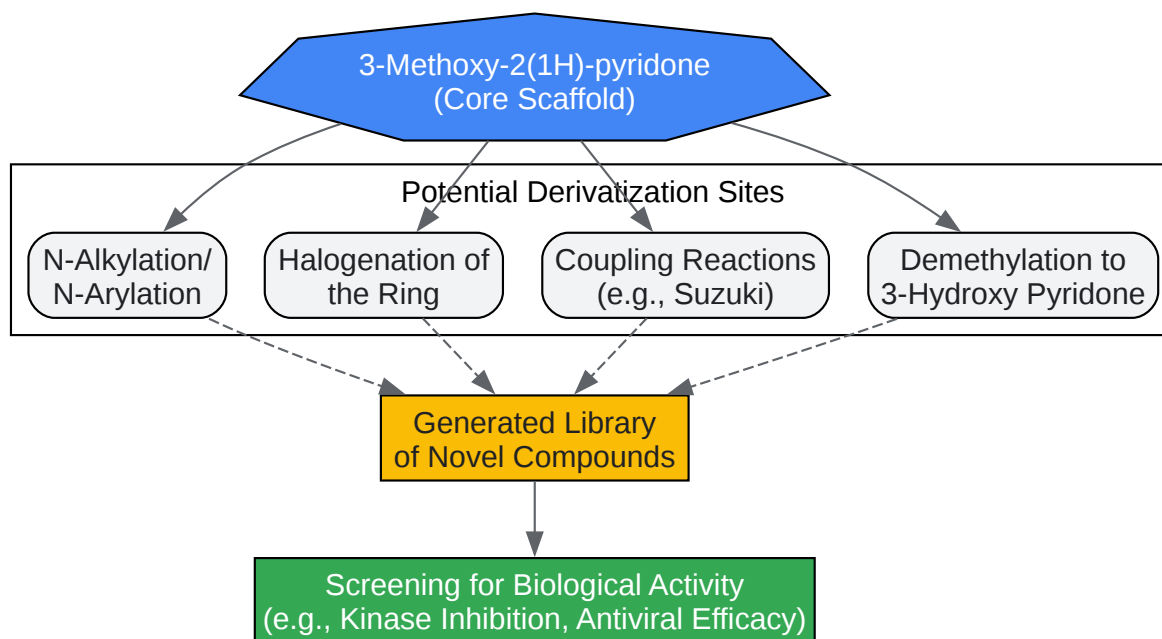 3-Methoxy-2(1H)-pyridone
(Core Scaffold)
Potential Derivatization Sites
N-Alkylation/
N-Arylation
Halogenation of
the Ring
Coupling Reactions
(e.g., Suzuki)
Demethylation to
3-Hydroxy Pyridone
Generated Library
of Novel Compounds
Screening for Biological Activity
(e.g., Kinase Inhibition, Antiviral Efficacy)